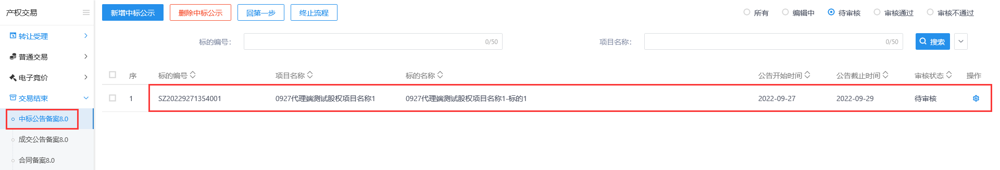 产权交易
转让受理
普通交易
电子竞价
交易结束
中标公告备案8.0
成交公告备案8.0
合同备案8.0
新增中标公示 删除中标公示 回第一步 终止流程 所有 编辑中 待审核 审核通过 审核不通过
标的编号： 0/50 项目名称： 0/50 搜索
序 标的编号 项目名称 标的名称 公告开始时间 公告截止时间 审核状态 操作
1 SZ20229271354001 0927代理端测试股权项目名称1 0927代理端测试股权项目名称1-标的1 2022-09-27 2022-09-29 待审核